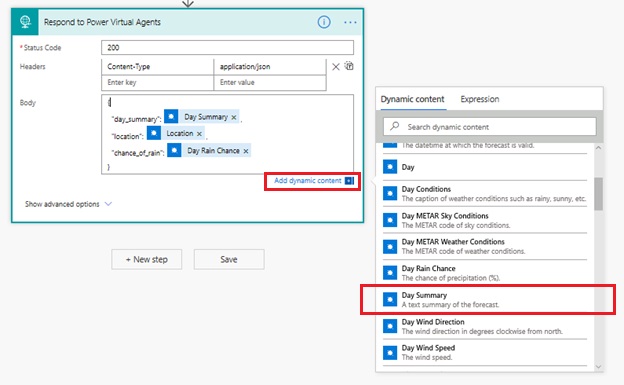 Respond to Power Virtual Agents
* Status Code
200
Headers
Content-Type
application/json
Enter key
Enter value
Body
{
"day_summary": Day Summary × ,
"location": Location × ,
"chance_of_rain": Day Rain Chance ×
}
Add dynamic content
Show advanced options
+ New step
Save
Dynamic content
Expression
Search dynamic content
The datetime at which the forecast is valid.
Day
Day Conditions
The caption of weather conditions such as rainy, sunny, etc.
Day METAR Sky Conditions
The METAR code of sky conditions.
Day METAR Weather Conditions
The METAR code of weather conditions.
Day Rain Chance
The chance of precipitation (%).
Day Summary
A text summary of the forecast.
Day Wind Direction
The wind direction in degrees clockwise from north.
Day Wind Speed
The wind speed.